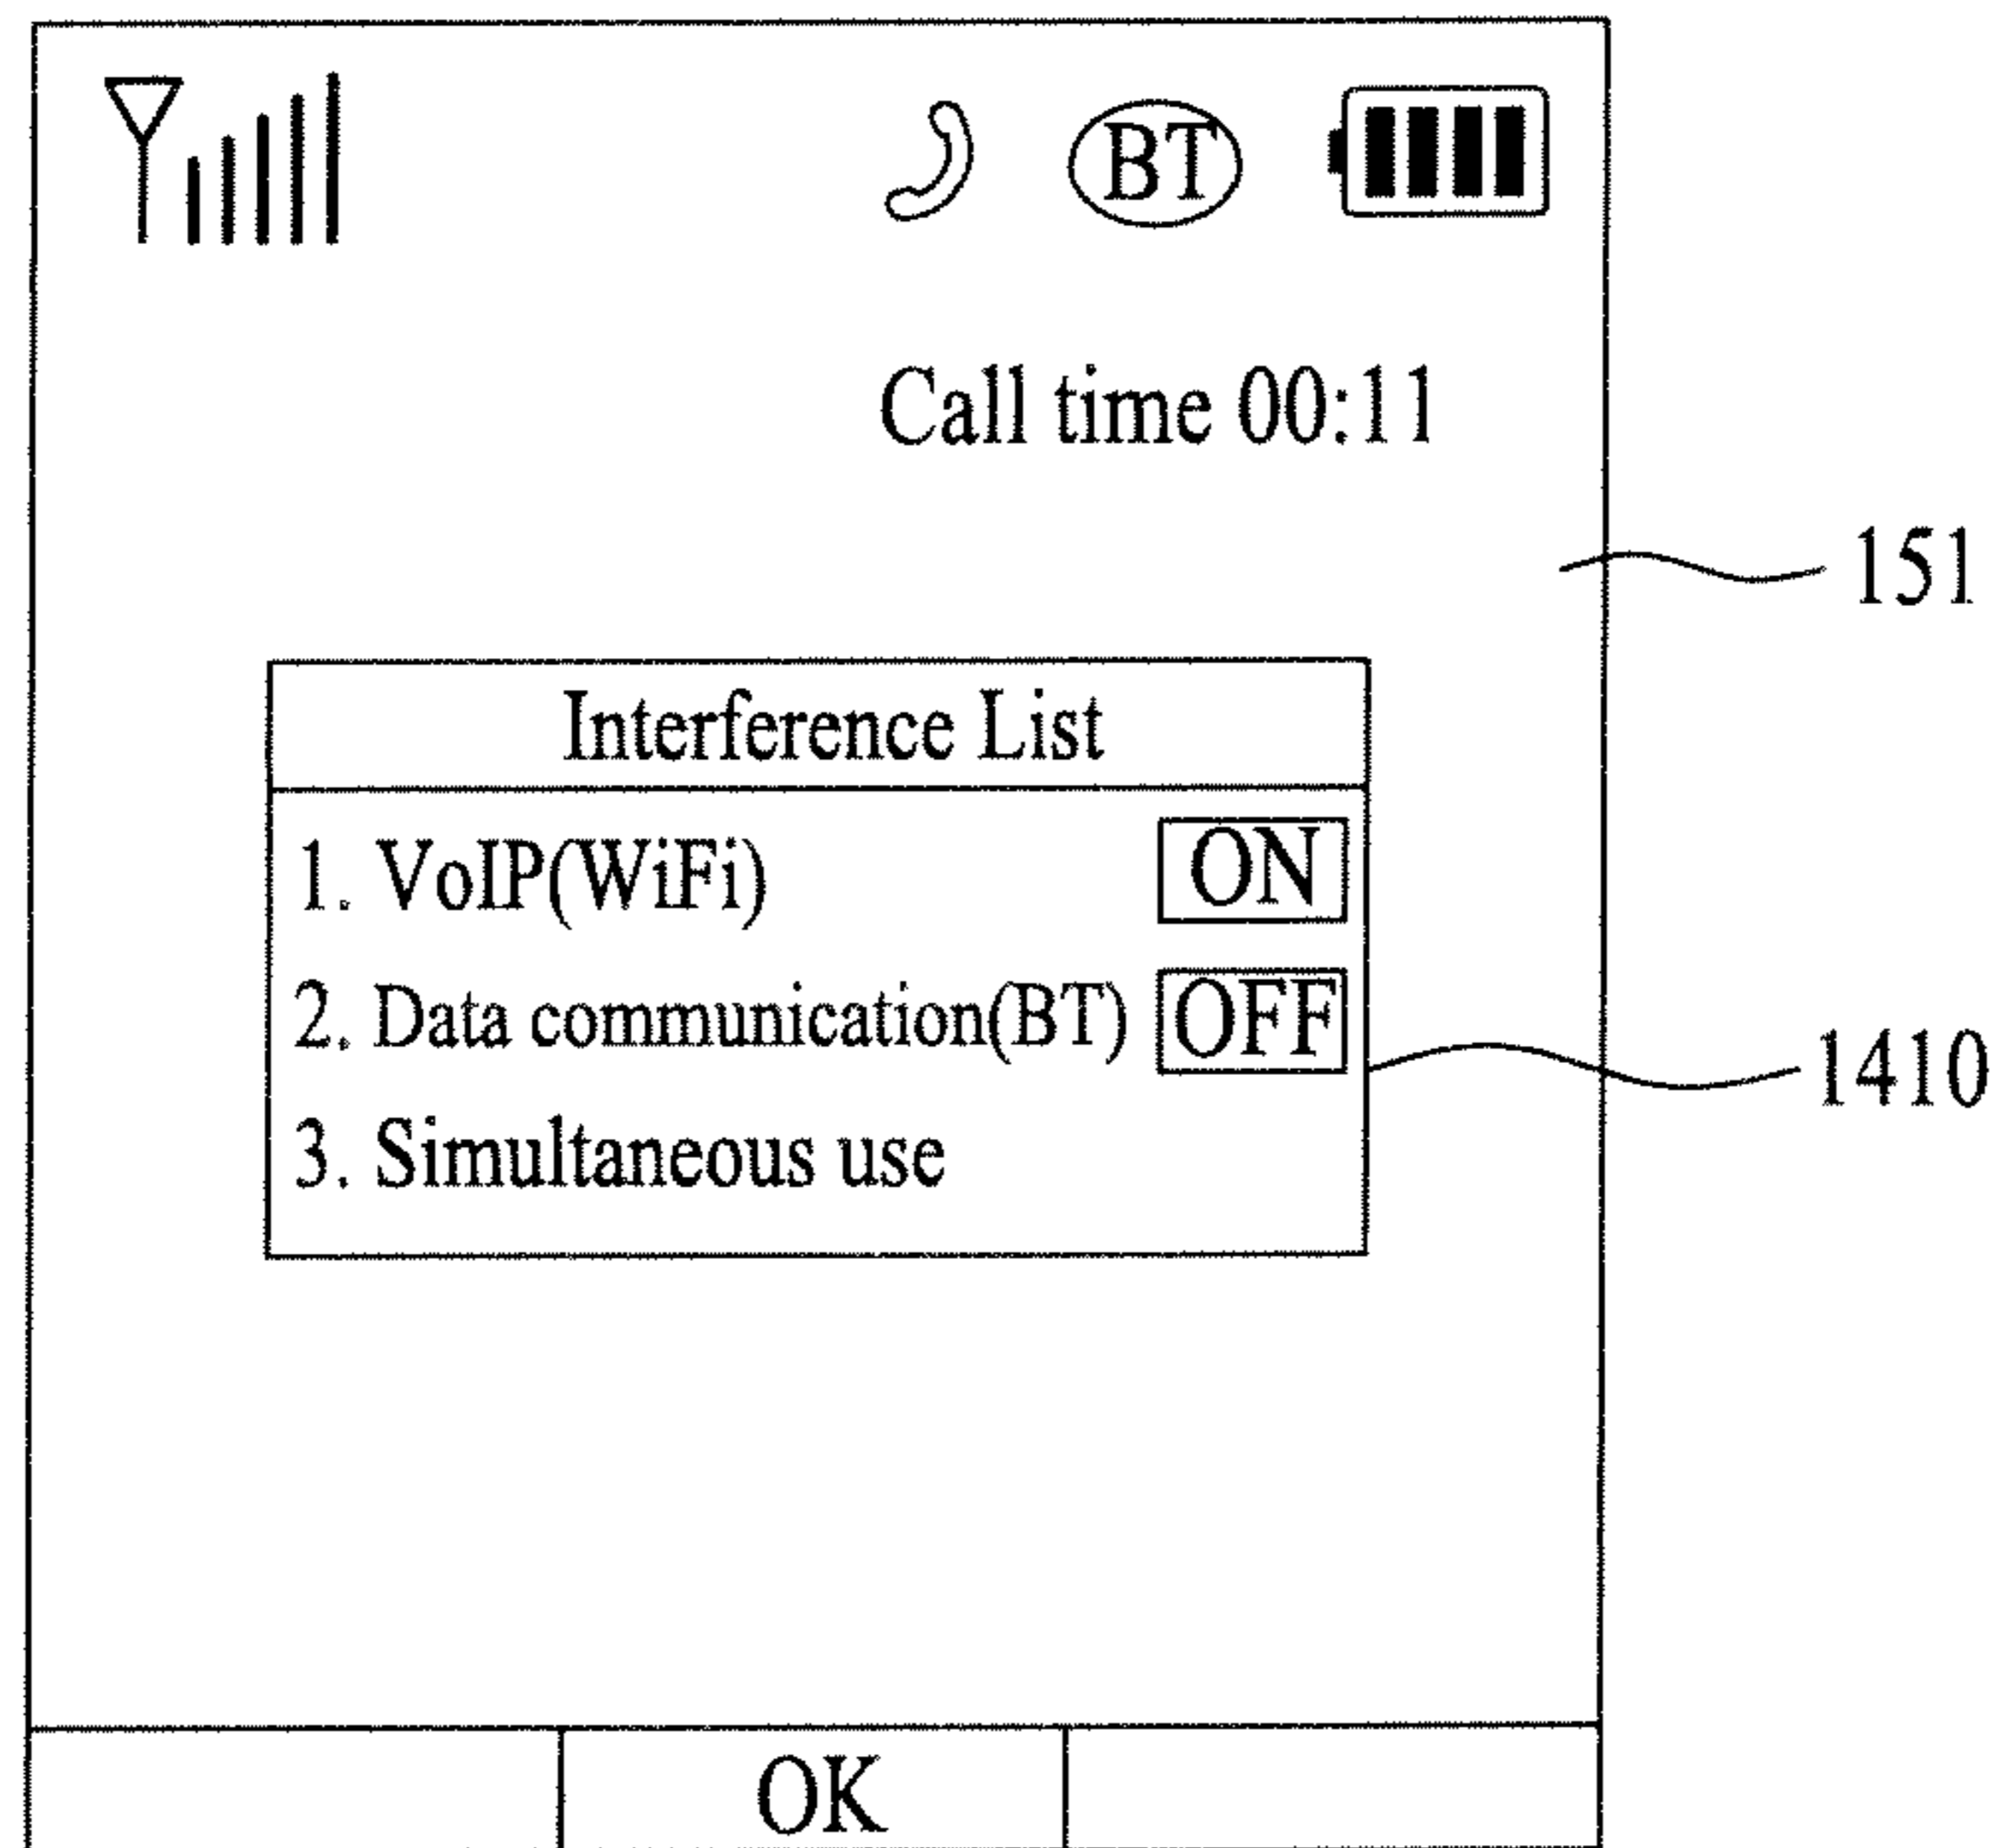 BT
Call time 00:11
151
Interference List
1. VoIP(WiFi) ON
2. Data communication(BT) OFF
1410
3. Simultaneous use
OK